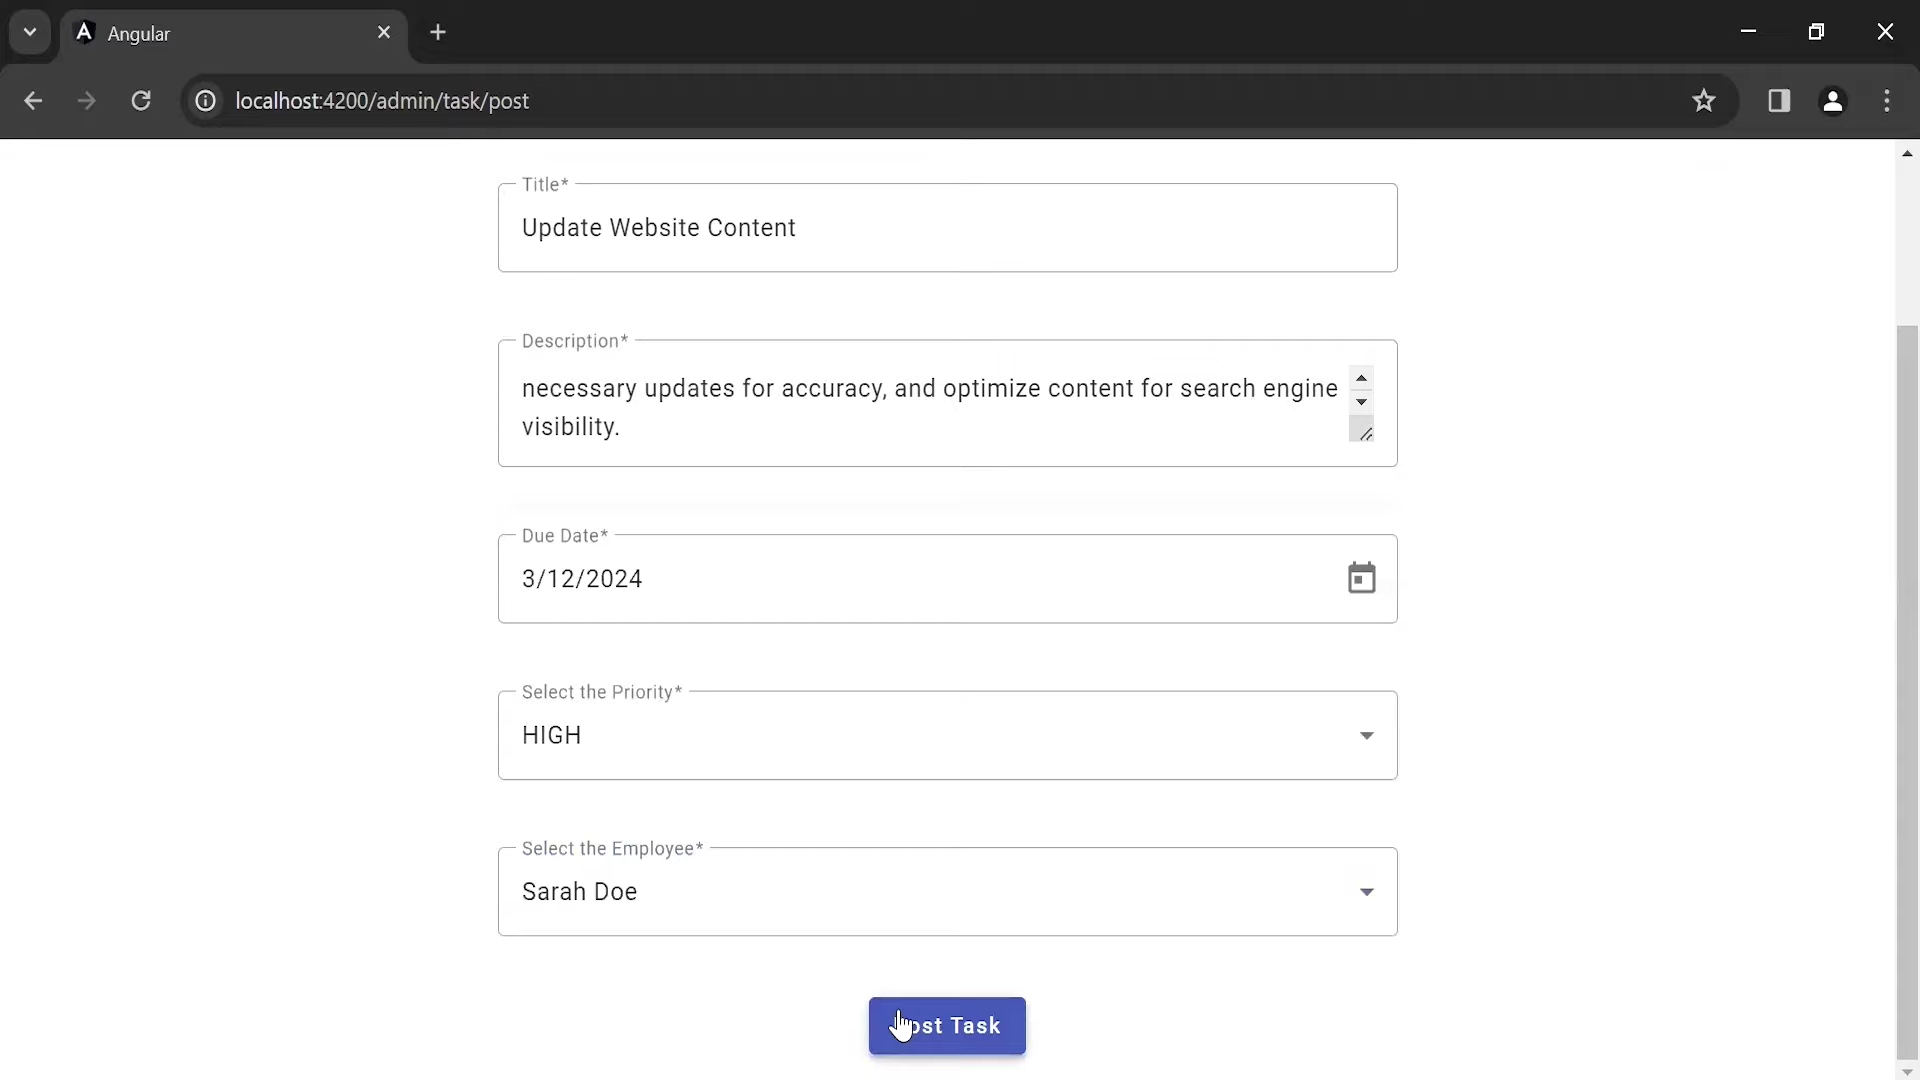 Angular
localhost:4200/admin/task/post
Title*
Update Website Content
Description*
necessary updates for accuracy, and optimize content for search engine
visibility.
Due Date*
3/12/2024
Select the Priority*
HIGH
Select the Employee*
Sarah Doe
Post Task